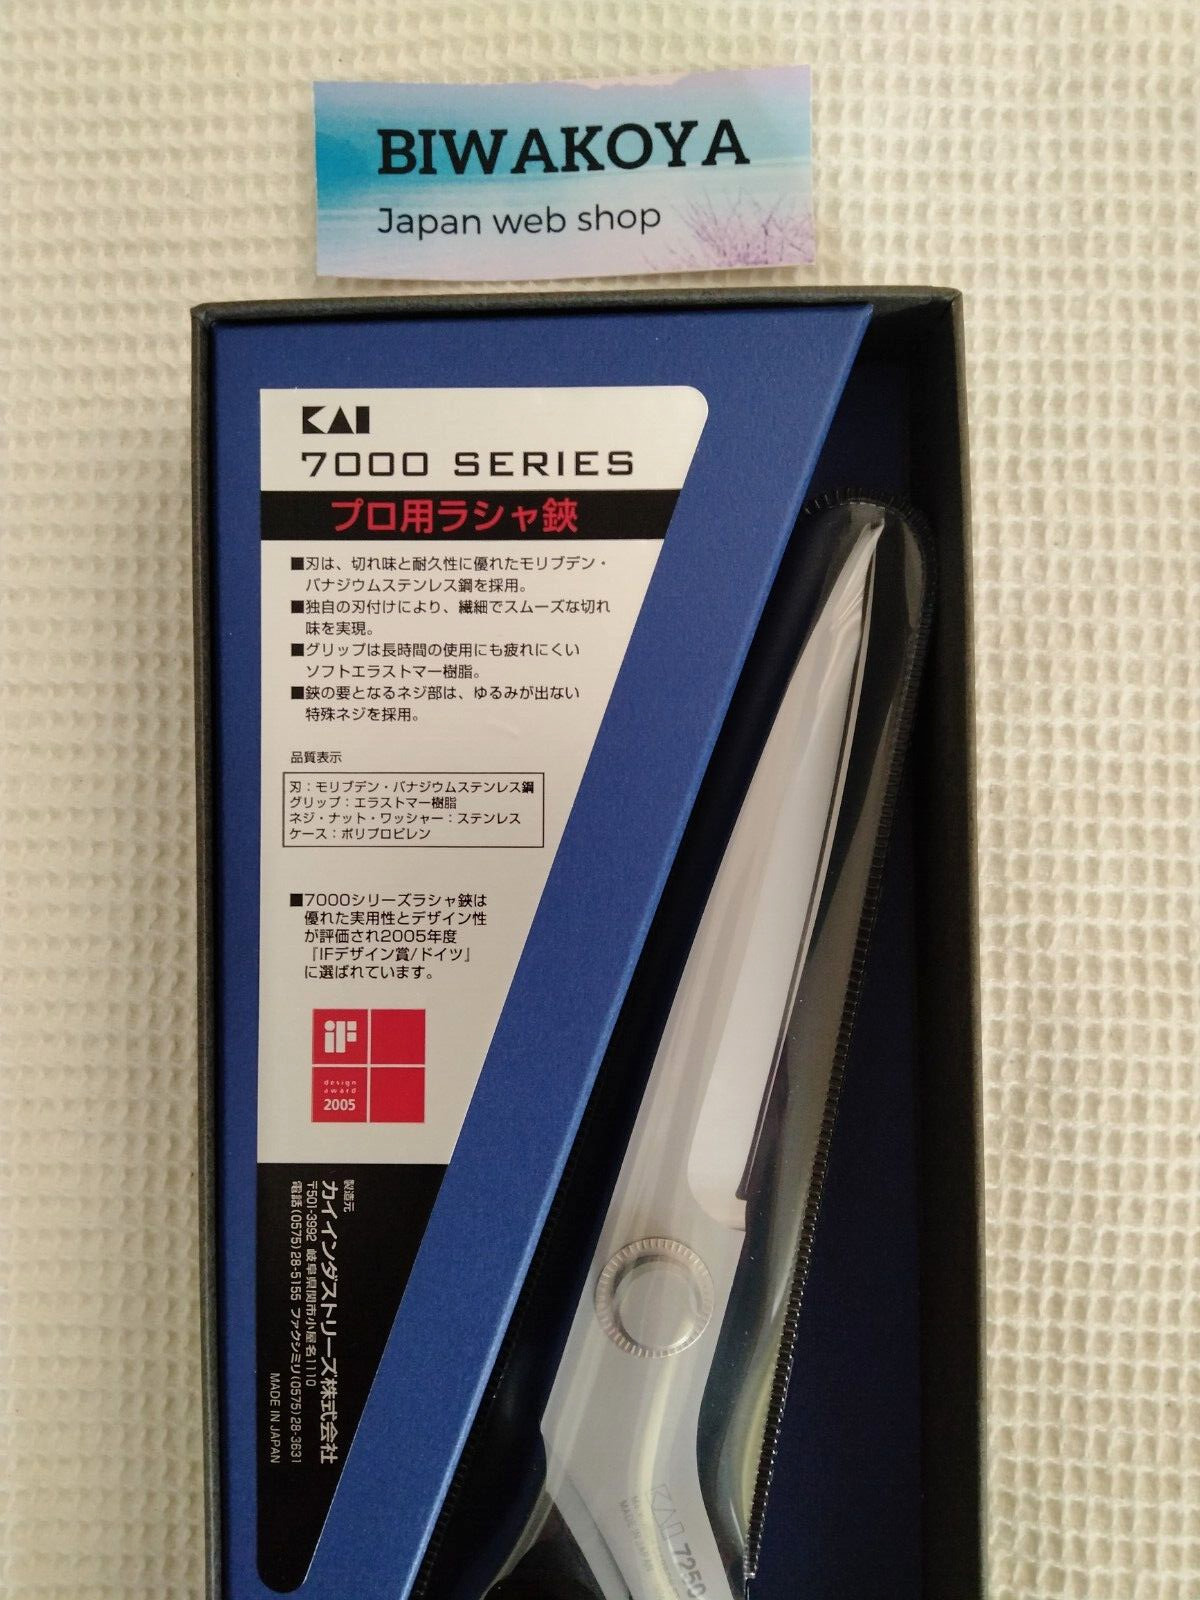 BIWAKOYA
Japan web shop
KAI
7000 SERIES
プロ用ラシャ鋏
■刃は、切れ味と耐久性に優れたモリブデン・
バナジウムステンレス鋼を採用。
■独自の刃付けにより、繊細でスムーズな切れ
味を実現。
■グリップは長時間の使用にも疲れにくい
ソフトエラストマー樹脂。
■鋏の要となるネジ部は、ゆるみが出ない
特殊ネジを採用。
品質表示
刃：モリブデン・バナジウムステンレス鋼
グリップ：エラストマー樹脂
ネジ・ナット・ワッシャー：ステンレス
ケース：ポリプロピレン
■7000シリーズラシャ鋏は
優れた実用性とデザイン性
が評価され2005年度
『IFデザイン賞/ドイツ』
に選ばれています。
iF
design
award
2005
製造元
カイインダストリーズ株式会社
〒501-3992 岐阜県関市小屋名1110
電話(0575)28-5155 ファクシミリ(0575)28-3631
MADE IN JAPAN
KAI 7250
MADE IN JAPAN